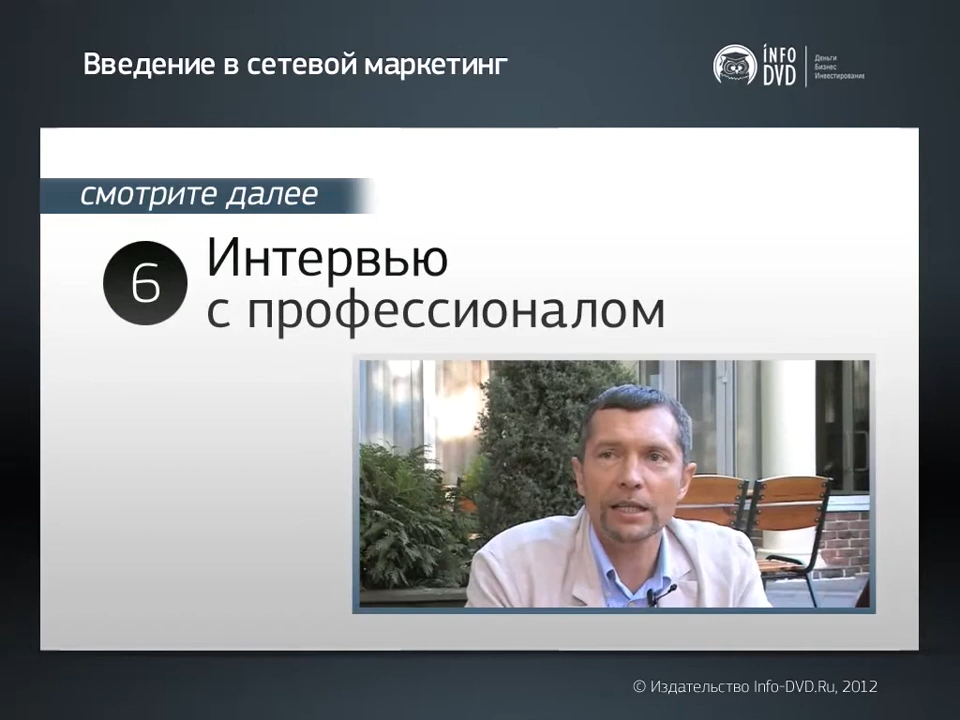 Введение в сетевой маркетинг
iNFO
DVD
Деньги
Бизнес
Инвестирование
смотрите далее
6
Интервью
с профессионалом
© Издательство Info-DVD.Ru, 2012